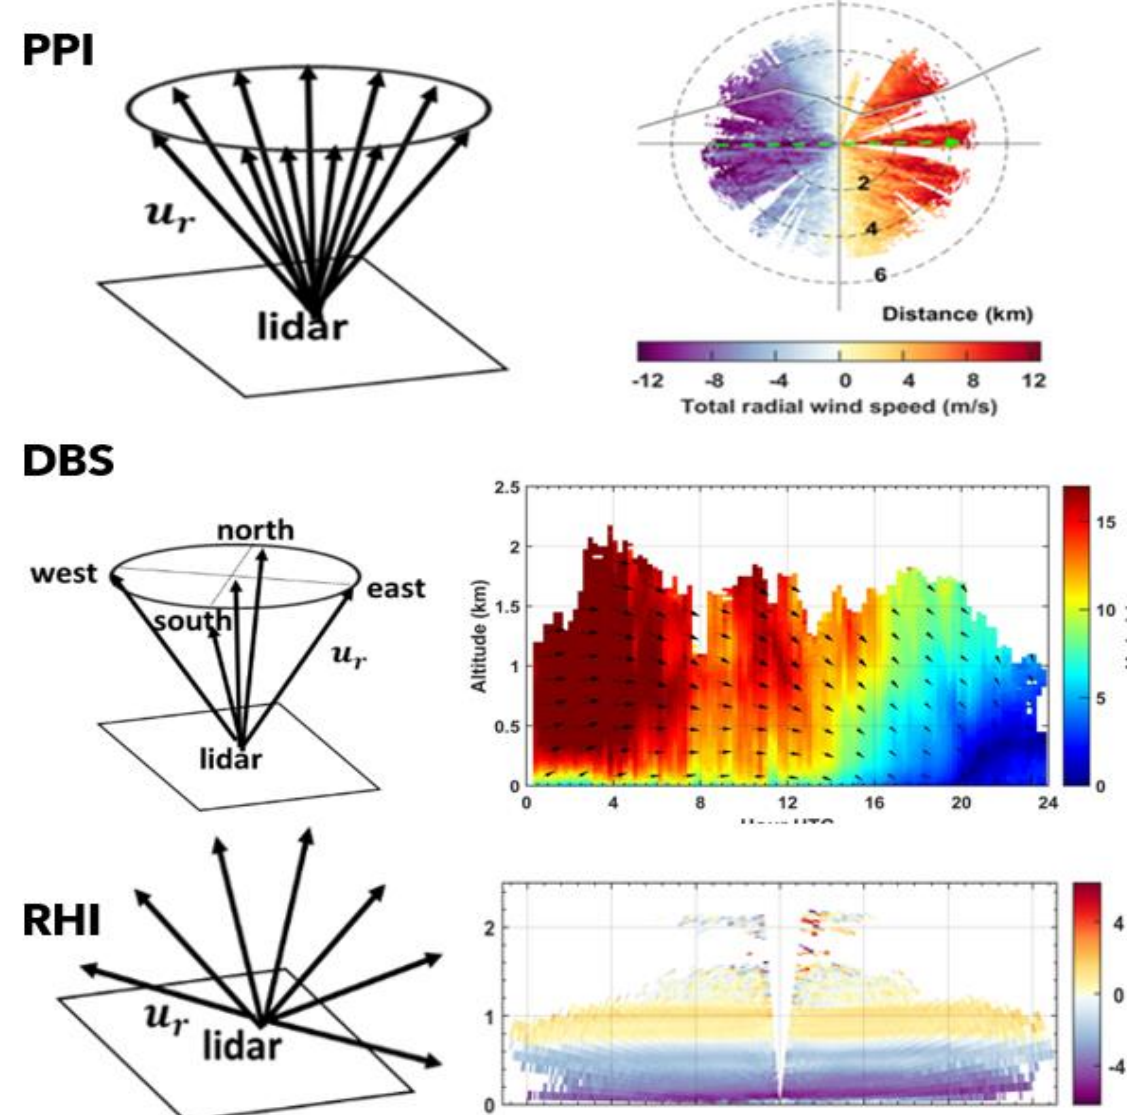 PPI
u_r
lidar
2
4
6
Distance (km)
-12 -8 -4 0 4 8 12
Total radial wind speed (m/s)
DBS
north
west
east
south
u_r
lidar
2.5
2
1.5
1
0.5
0
Altitude (km)
0 4 8 12 16 20 24
Hour UTC
15
10
5
0
RHI
u_r
lidar
2
1
0
4
0
-4